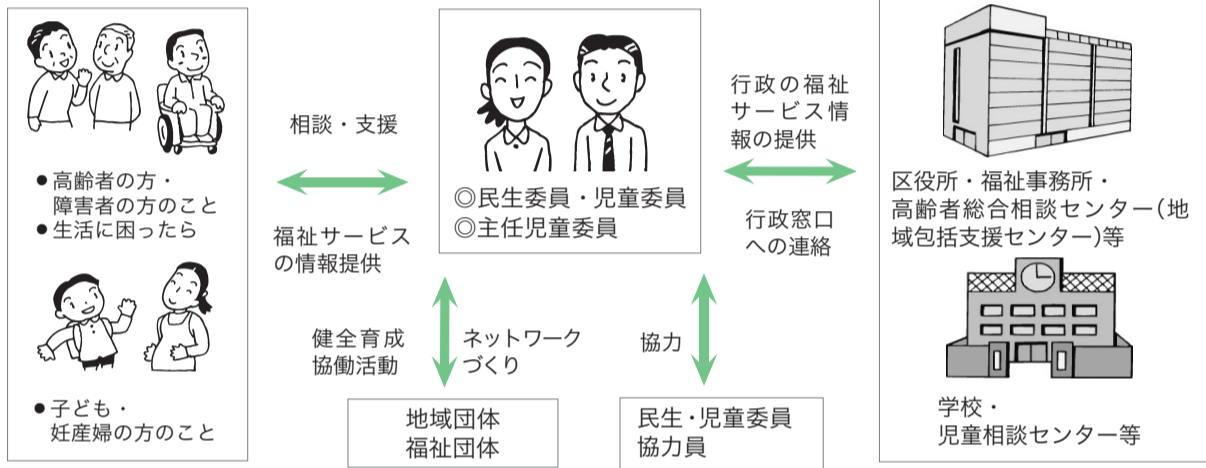 ●高齢者の方・
障害者の方のこと
●生活に困ったら
●子ども・
妊産婦の方のこと
相談・支援
福祉サービス
の情報提供
◎民生委員・児童委員
◎主任児童委員
健全育成
協働活動
ネットワーク
づくり
地域団体
福祉団体
協力
民生・児童委員
協力員
行政の福祉
サービス情
報の提供
行政窓口
への連絡
区役所・福祉事務所・
高齢者総合相談センター(地
域包括支援センター)等
学校・
児童相談センター等